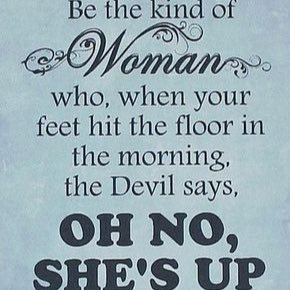 Be the kind of
Woman
who, when your
feet hit the floor in
the morning,
the Devil says,
OH NO,
SHE'S UP